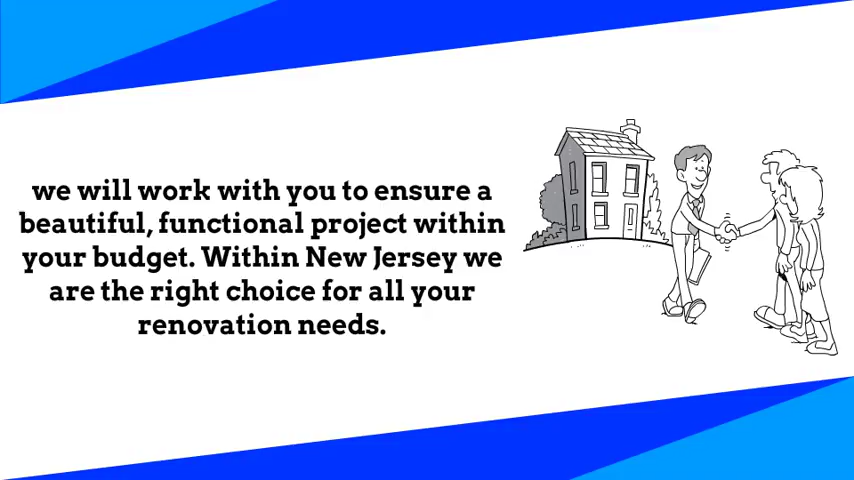 we will work with you to ensure a
beautiful, functional project within
your budget. Within New Jersey we
are the right choice for all your
renovation needs.